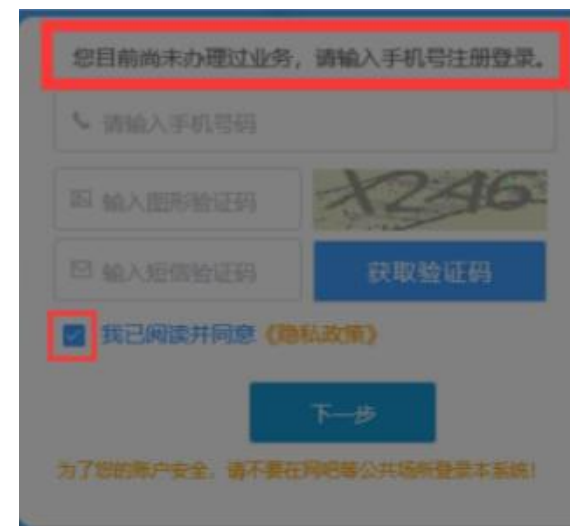 您目前尚未办理过业务，请输入手机号注册登录。
请输入手机号码
输入图形验证码
X246
输入短信验证码
获取验证码
我已阅读并同意《隐私政策》
下一步
为了您的账户安全，请不要在网吧等公共场所登录本系统！